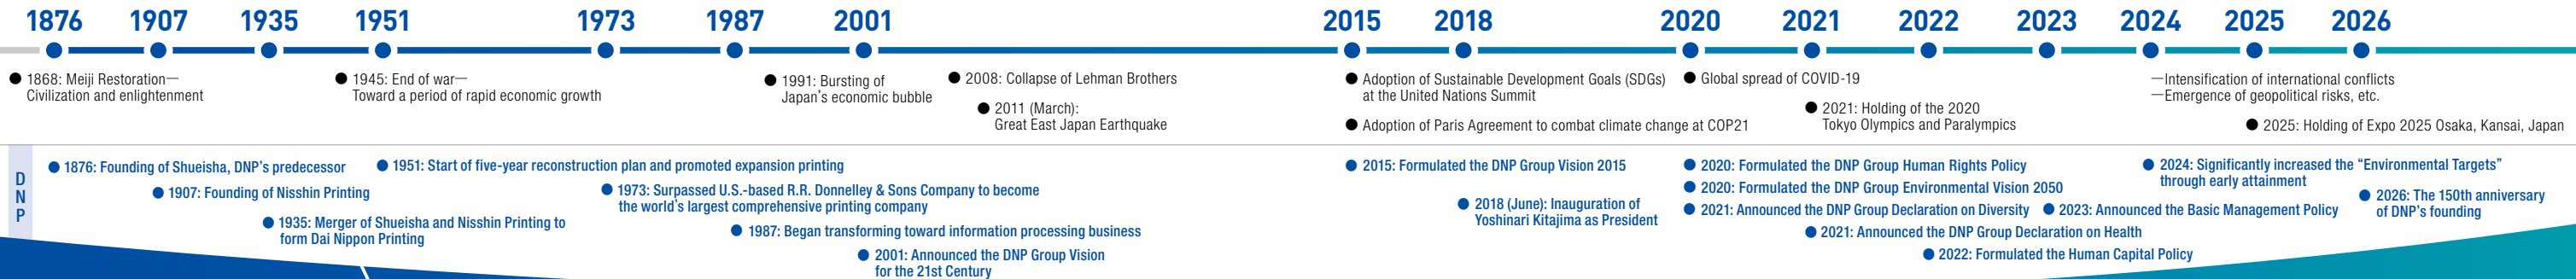 1876 1907 1935 1951 1973 1987 2001 2015 2018 2020 2021 2022 2023 2024 2025 2026
1868: Meiji Restoration—
Civilization and enlightenment
1945: End of war—
Toward a period of rapid economic growth
1991: Bursting of
Japan's economic bubble
2008: Collapse of Lehman Brothers
2011 (March):
Great East Japan Earthquake
Adoption of Sustainable Development Goals (SDGs)
at the United Nations Summit
Adoption of Paris Agreement to combat climate change at COP21
Global spread of COVID-19
2021: Holding of the 2020
Tokyo Olympics and Paralympics
—Intensification of international conflicts
—Emergence of geopolitical risks, etc.
2025: Holding of Expo 2025 Osaka, Kansai, Japan
D
N
P
1876: Founding of Shueisha, DNP's predecessor
1907: Founding of Nisshin Printing
1935: Merger of Shueisha and Nisshin Printing to
form Dai Nippon Printing
1951: Start of five-year reconstruction plan and promoted expansion printing
1973: Surpassed U.S.-based R.R. Donnelley & Sons Company to become
the world's largest comprehensive printing company
1987: Began transforming toward information processing business
2001: Announced the DNP Group Vision
for the 21st Century
2015: Formulated the DNP Group Vision 2015
2018 (June): Inauguration of
Yoshinari Kitajima as President
2020: Formulated the DNP Group Human Rights Policy
2020: Formulated the DNP Group Environmental Vision 2050
2021: Announced the DNP Group Declaration on Diversity
2021: Announced the DNP Group Declaration on Health
2022: Formulated the Human Capital Policy
2023: Announced the Basic Management Policy
2024: Significantly increased the “Environmental Targets”
through early attainment
2026: The 150th anniversary
of DNP's founding